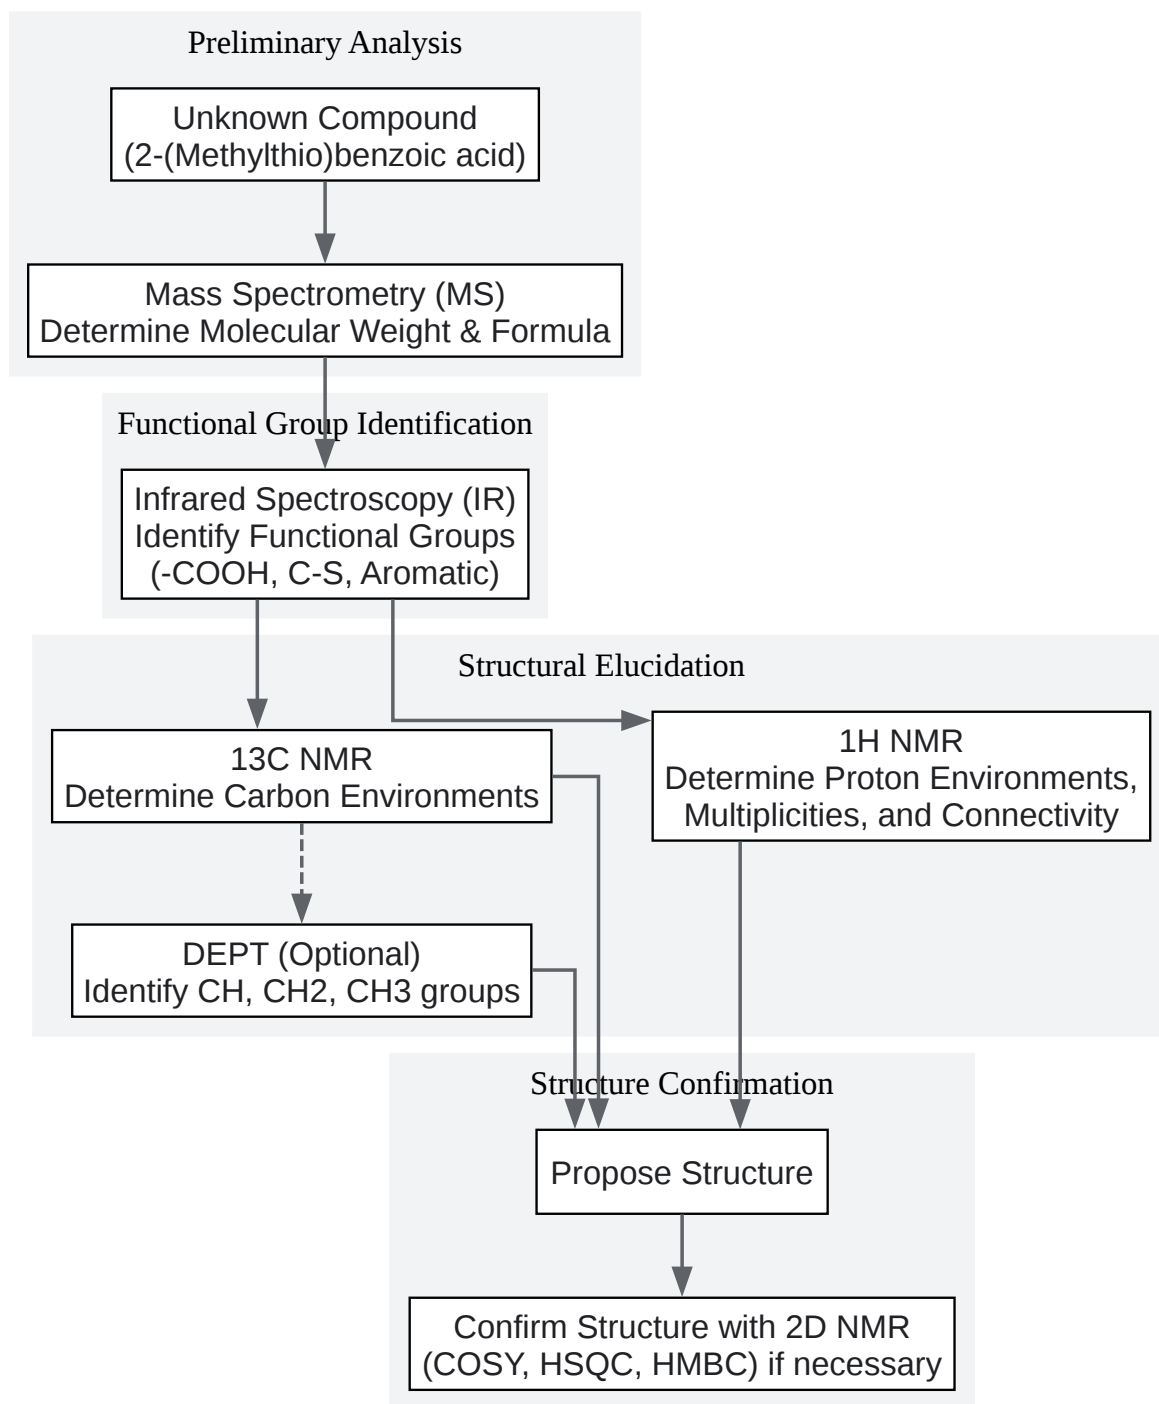 Preliminary Analysis
Unknown Compound
(2-(Methylthio)benzoic acid)
Mass Spectrometry (MS)
Determine Molecular Weight & Formula
Functional Group Identification
Infrared Spectroscopy (IR)
Identify Functional Groups
(-COOH, C-S, Aromatic)
Structural Elucidation
13C NMR
Determine Carbon Environments
1H NMR
Determine Proton Environments,
Multiplicities, and Connectivity
DEPT (Optional)
Identify CH, CH2, CH3 groups
Structure Confirmation
Propose Structure
Confirm Structure with 2D NMR
(COSY, HSQC, HMBC) if necessary